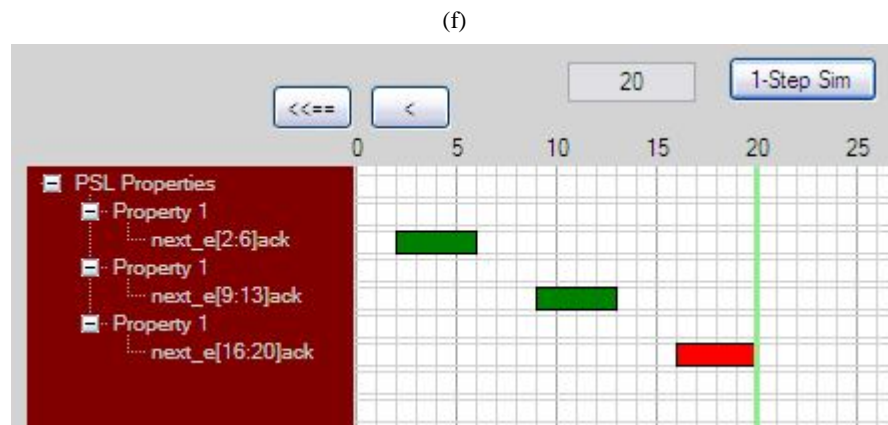 (f)
20
1-Step Sim
<<==
<
0 5 10 15 20 25
PSL Properties
Property 1
next_e[2:6]ack
Property 1
next_e[9:13]ack
Property 1
next_e[16:20]ack